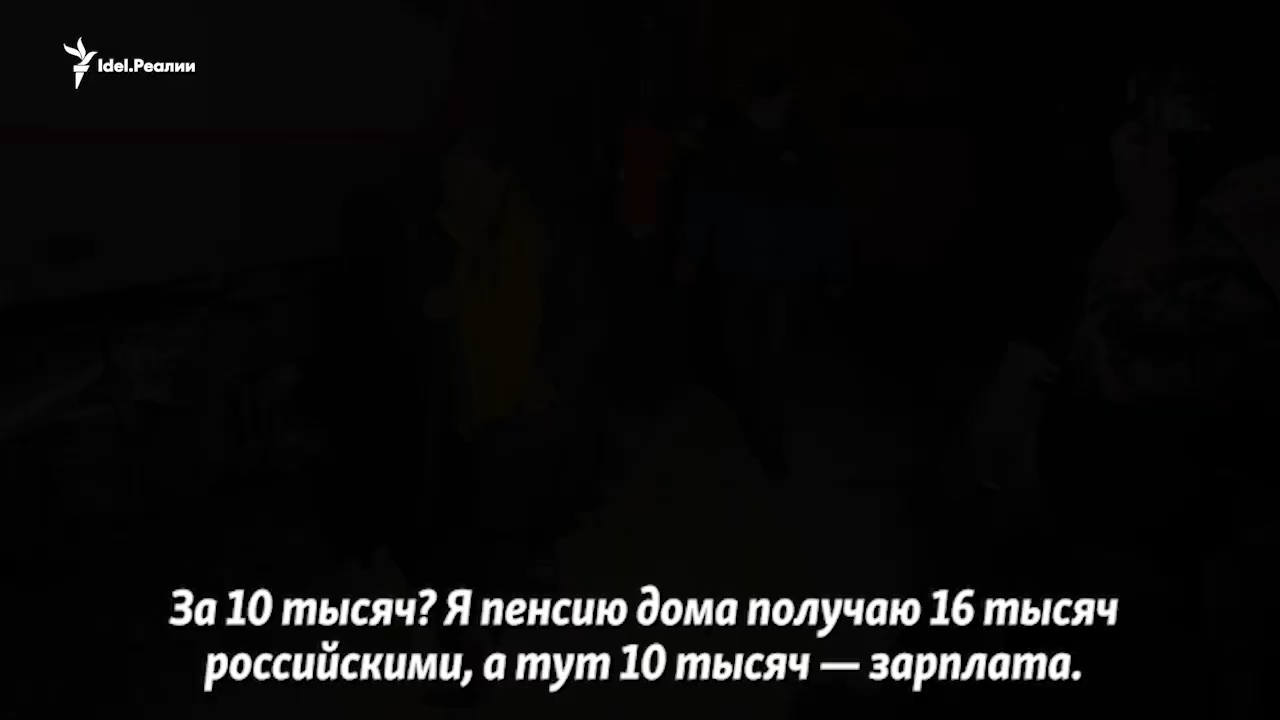 Idel.Реалии
За 10 тысяч? Я пенсию дома получаю 16 тысяч
российскими, а тут 10 тысяч — зарплата.